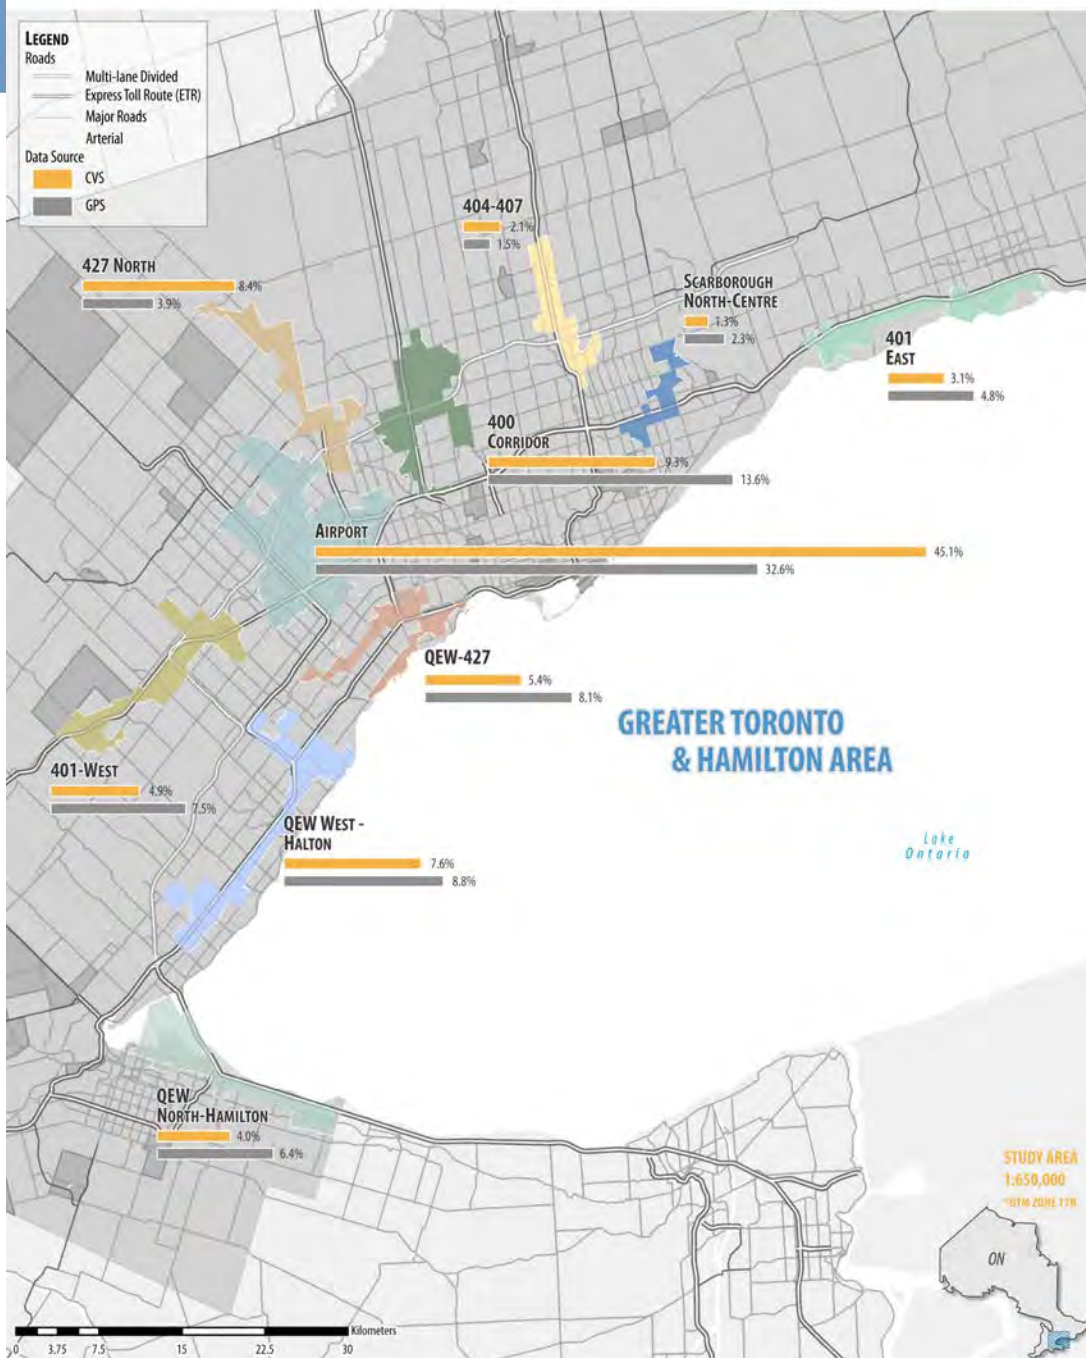 LEGEND
Roads
Multi-lane Divided
Express Toll Route (ETR)
Major Roads
Arterial
Data Source
CVS
GPS
404-407
2.1%
1.5%
427 NORTH
8.4%
3.9%
SCARBOROUGH
NORTH-CENTRE
1.3%
2.3%
401
EAST
3.1%
4.8%
400
CORRIDOR
9.3%
13.6%
AIRPORT
45.1%
32.6%
QEW-427
5.4%
8.1%
GREATER TORONTO
& HAMILTON AREA
401-WEST
4.9%
7.5%
QEW WEST -
HALTON
7.6%
8.8%
Lake
Ontario
QEW
NORTH-HAMILTON
4.0%
6.4%
STUDY AREA
1:650,000
*UTM ZONE 17N
ON
Kilometers
0 3.75 7.5 15 22.5 30